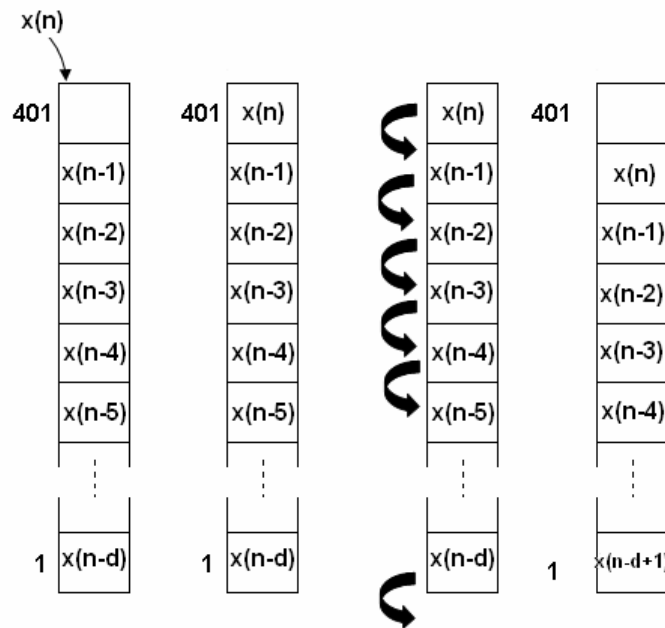 x(n)
401 401 x(n) x(n) 401
x(n-1) x(n-1) x(n-1) x(n)
x(n-2) x(n-2) x(n-2) x(n-1)
x(n-3) x(n-3) x(n-3) x(n-2)
x(n-4) x(n-4) x(n-4) x(n-3)
x(n-5) x(n-5) x(n-5) x(n-4)
1 x(n-d) 1 x(n-d) x(n-d) 1 x(n-d+1)